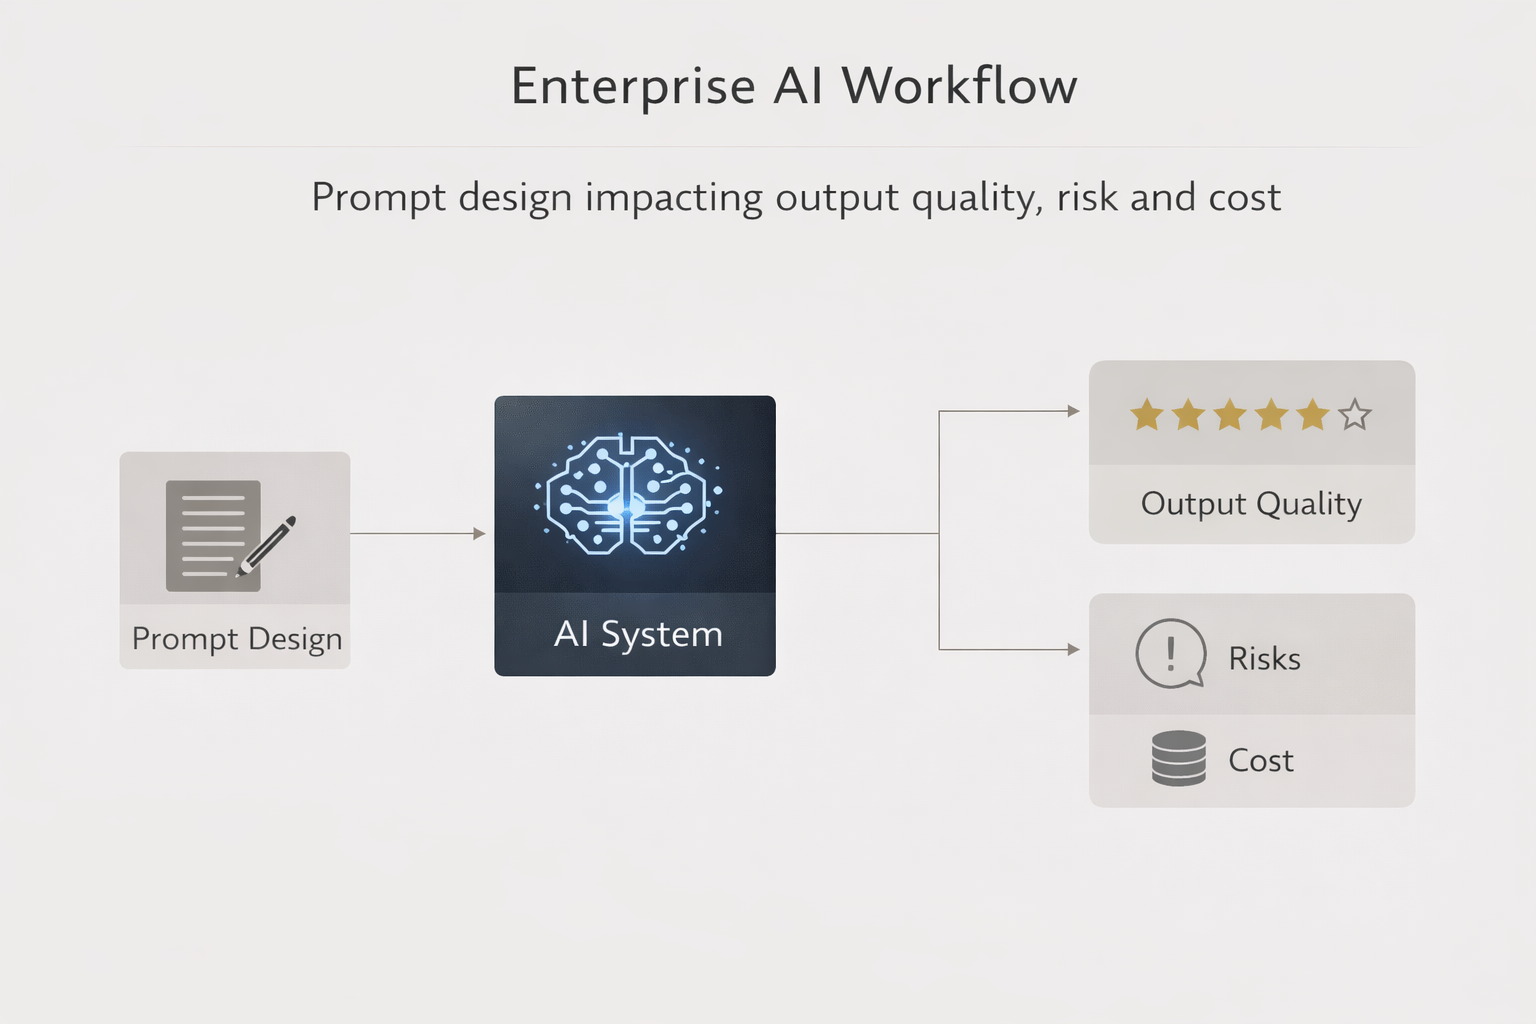 Enterprise AI Workflow
Prompt design impacting output quality, risk and cost
Prompt Design
AI System
Output Quality
!
Risks
Cost